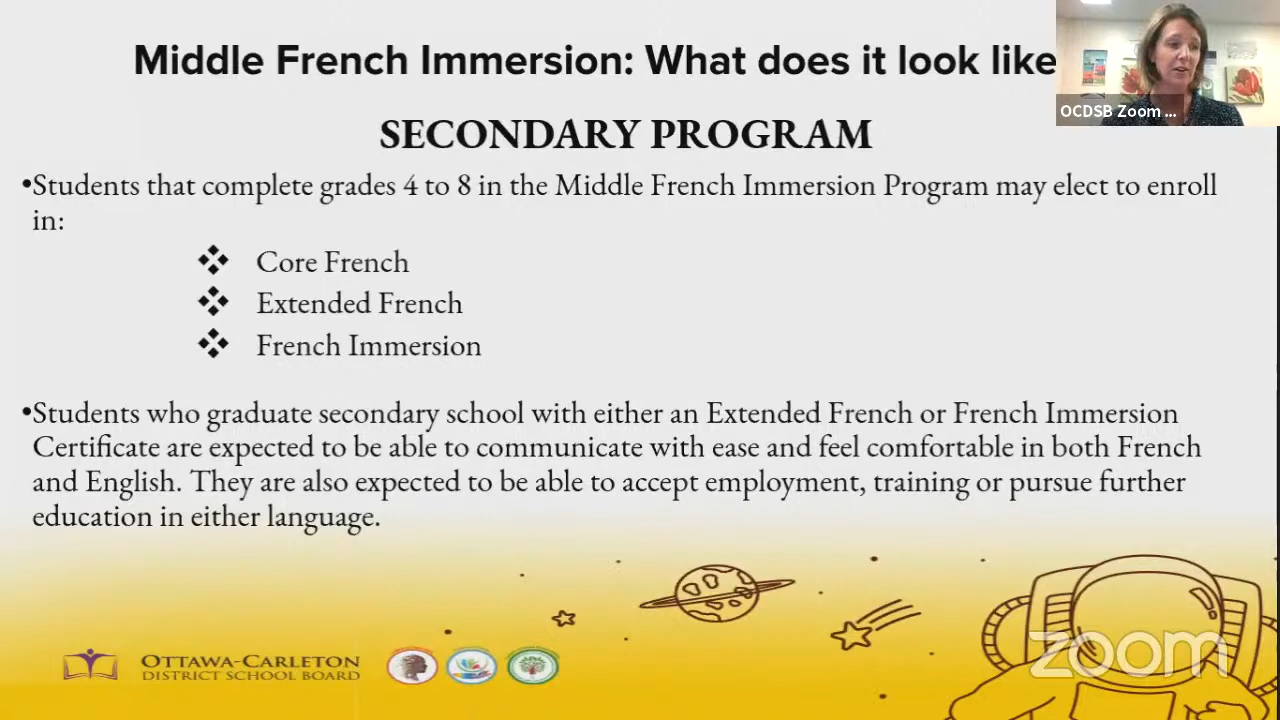 Middle French Immersion: What does it look like
OCDSB Zoom ...
SECONDARY PROGRAM
•Students that complete grades 4 to 8 in the Middle French Immersion Program may elect to enroll
in:
❖ Core French
❖ Extended French
❖ French Immersion
•Students who graduate secondary school with either an Extended French or French Immersion
Certificate are expected to be able to communicate with ease and feel comfortable in both French
and English. They are also expected to be able to accept employment, training or pursue further
education in either language.
OTTAWA-CARLETON
DISTRICT SCHOOL BOARD
zoom